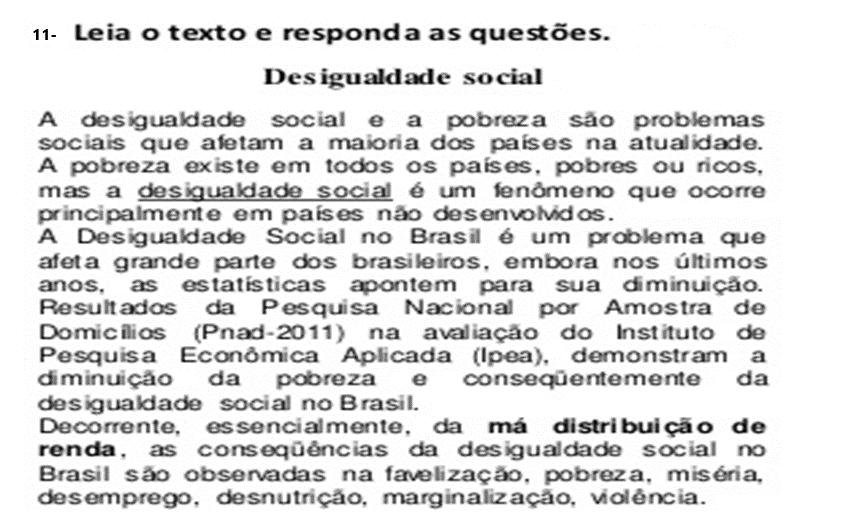 11- Leia o texto e responda as questões.
Desigualdade social
A desigualdade social e a pobreza são problemas
sociais que afetam a maioria dos países na atualidade.
A pobreza existe em todos os países, pobres ou ricos,
mas a desigualdade social é um fenômeno que ocorre
principalmente em países não desenvolvidos.
A Desigualdade Social no Brasil é um problema que
afeta grande parte dos brasileiros, embora nos últimos
anos, as estatísticas apontem para sua diminuição.
Resultados da Pesquisa Nacional por Amostra de
Domicílios (Pnad-2011) na avaliação do Instituto de
Pesquisa Econômica Aplicada (Ipea), demonstram a
diminuição da pobreza e conseqüentemente da
desigualdade social no Brasil.
Decorrente, essencialmente, da má distribuição de
renda, as conseqüências da desigualdade social no
Brasil são observadas na favelização, pobreza, miséria,
desemprego, desnutrição, marginalização, violência.